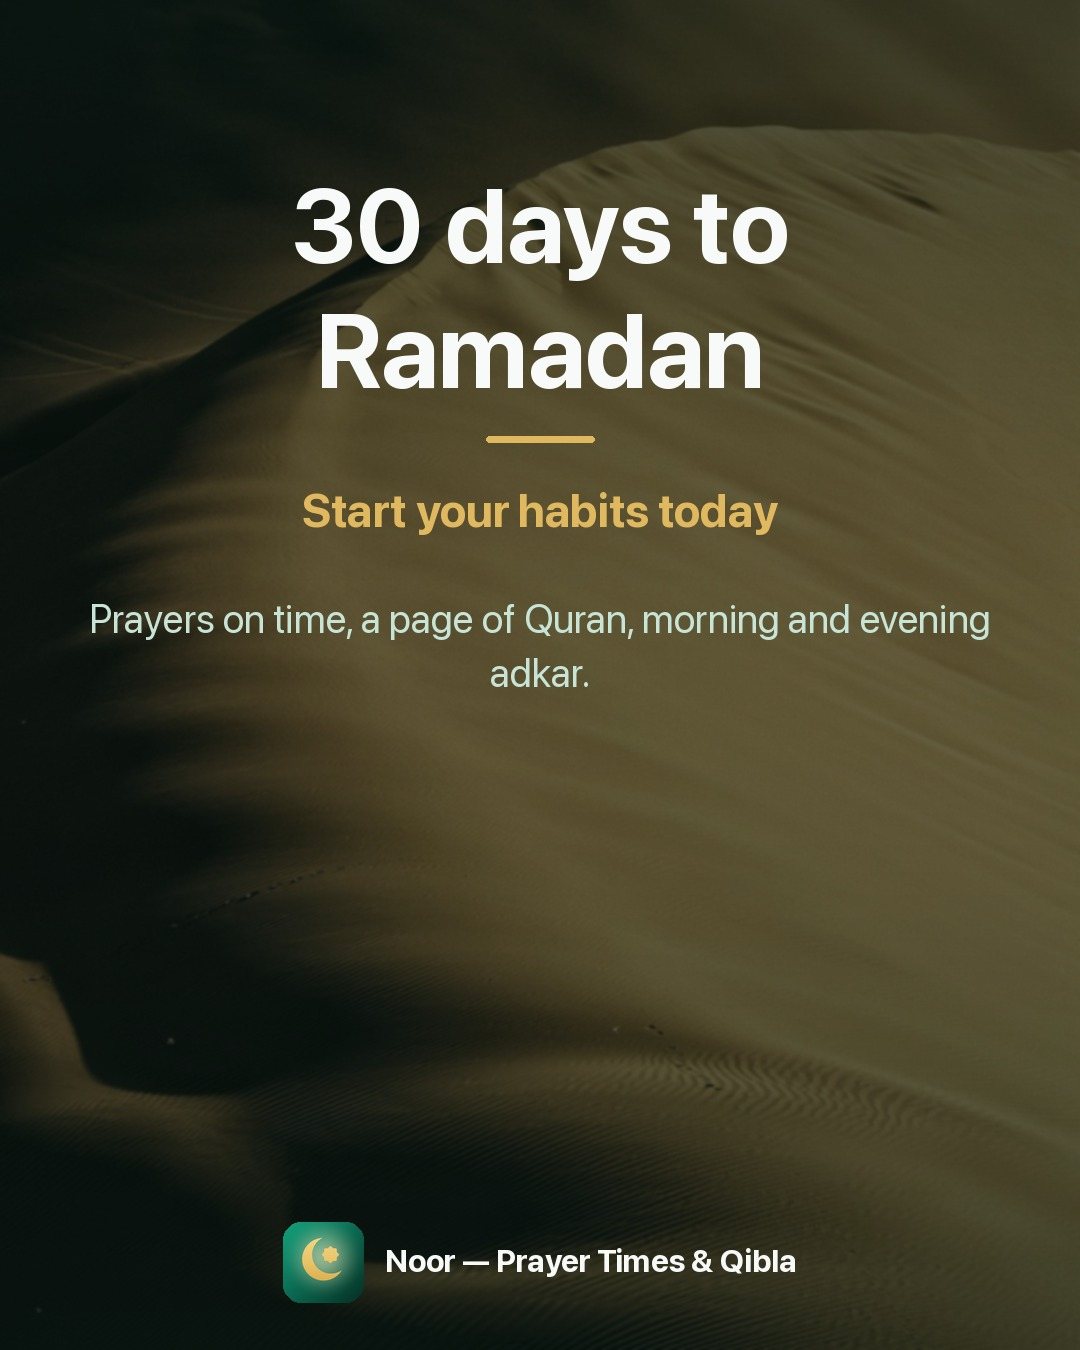 30 days to
Ramadan
Start your habits today
Prayers on time, a page of Quran, morning and evening
adkar.
Noor — Prayer Times & Qibla